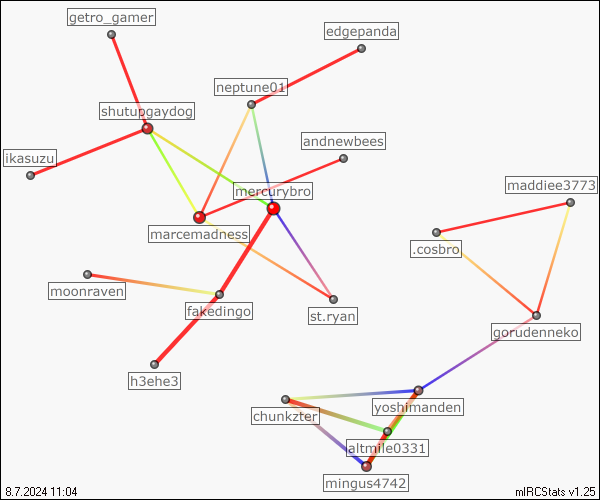 getro_gamer
edgepanda
neptune01
shutupgaydog
andnewbees
ikasuzu
mercurybro
maddiee3773
marcemadness
.cosbro
moonraven
fakedingo
st.ryan
gorudenneko
h3ehe3
yoshimanden
chunkzter
altmile0331
mingus4742
8.7.2024 11:04
mIRCStats v1.25